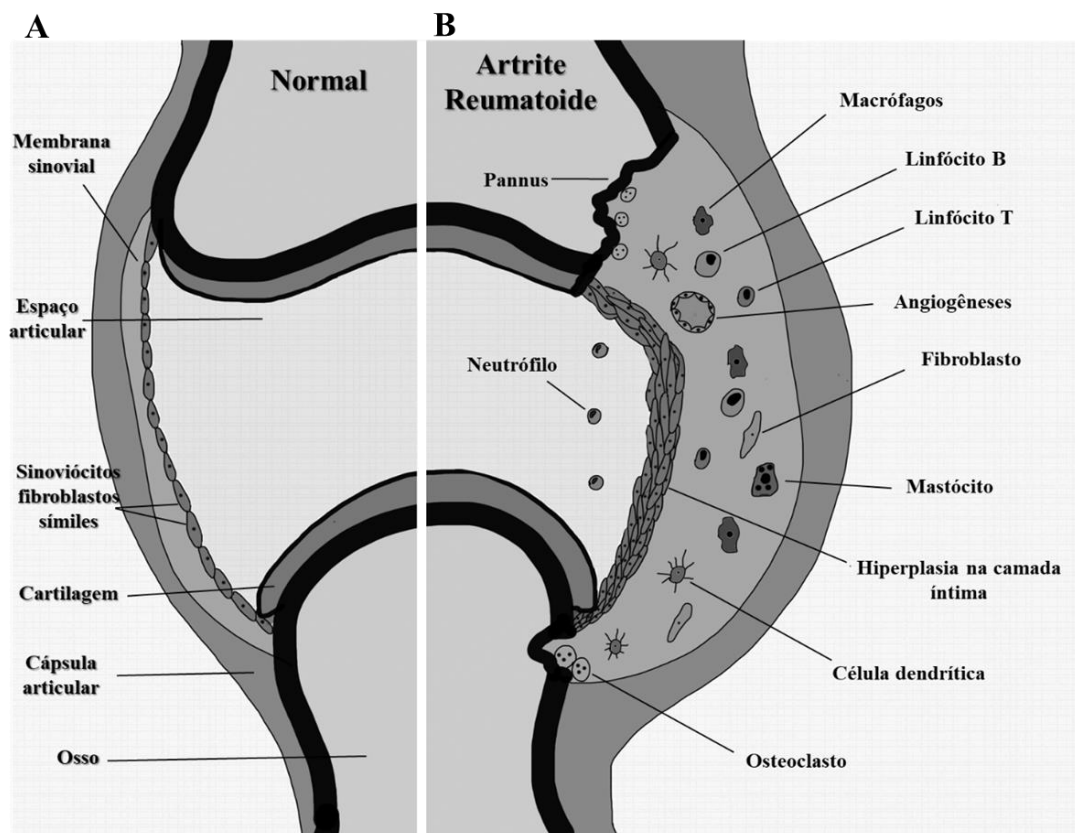 A
B
Normal
Artrite
Reumatoide
Membrana
sinovial
Espaço
articular
Sinoviócitos
fibroblastos
símiles
Cartilagem
Cápsula
articular
Osso
Pannus
Neutrófilo
Macrófagos
Linfócito B
Linfócito T
Angiogêneses
Fibroblasto
Mastócito
Hiperplasia na camada
íntima
Célula dendrítica
Osteoclasto